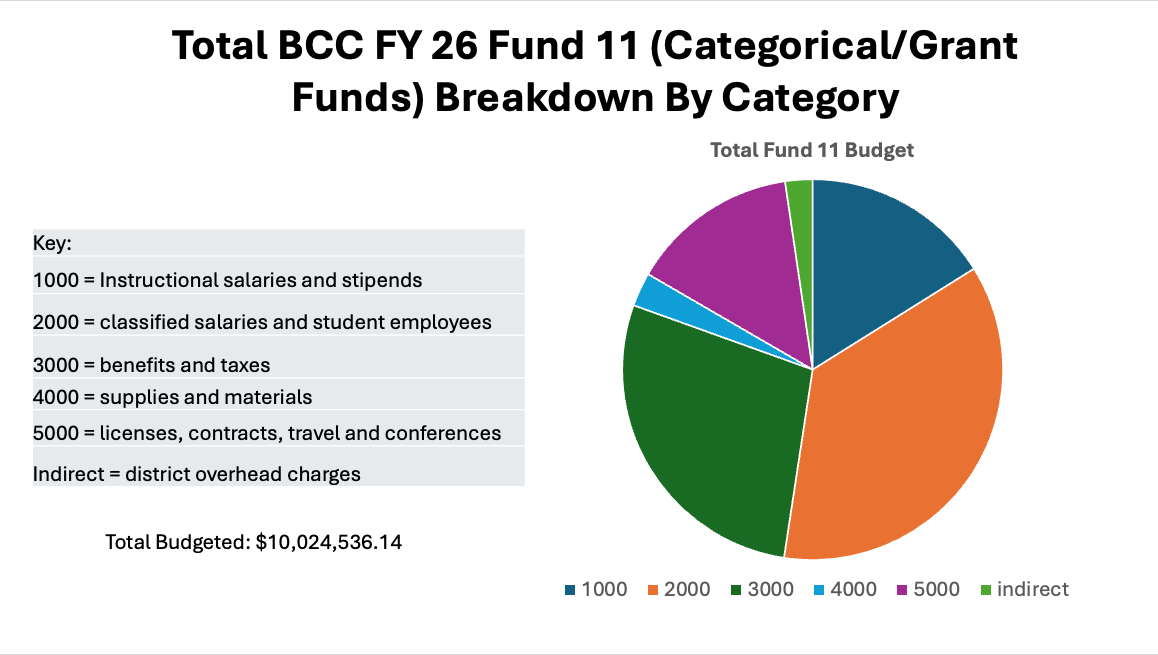 Total BCC FY 26 Fund 11 (Categorical/Grant
Funds) Breakdown By Category
Total Fund 11 Budget
Key:
1000 = Instructional salaries and stipends
2000 = classified salaries and student employees
3000 = benefits and taxes
4000 = supplies and materials
5000 = licenses, contracts, travel and conferences
Indirect = district overhead charges
Total Budgeted: $10,024,536.14
1000 2000 3000 4000 5000 indirect